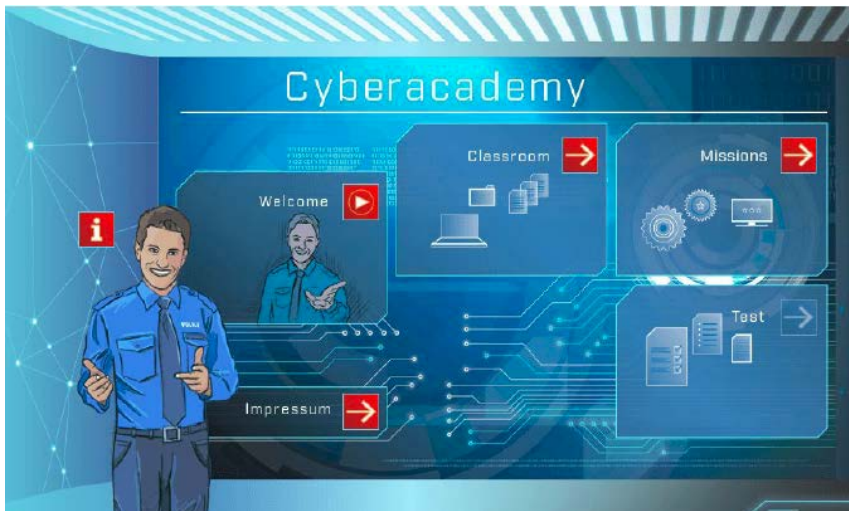 Cyberacademy
Classroom
Missions
Welcome
i
POLICE
Test
Impressum